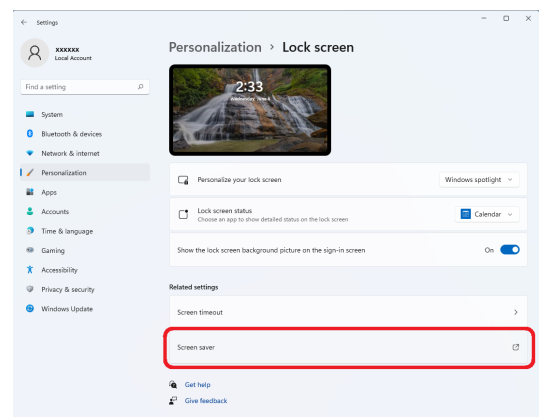 Settings
xxxxxx
Local Account
Find a setting
System
Bluetooth & devices
Network & internet
Personalization
Apps
Accounts
Time & language
Gaming
Accessibility
Privacy & security
Windows Update
Personalization > Lock screen
2:33
Personalize your lock screen
Windows spotlight
Lock screen status
Choose an app to show detailed status on the lock screen
Calendar
Show the lock screen background picture on the sign-in screen
On
Related settings
Screen timeout
Screen saver
Get help
Give feedback